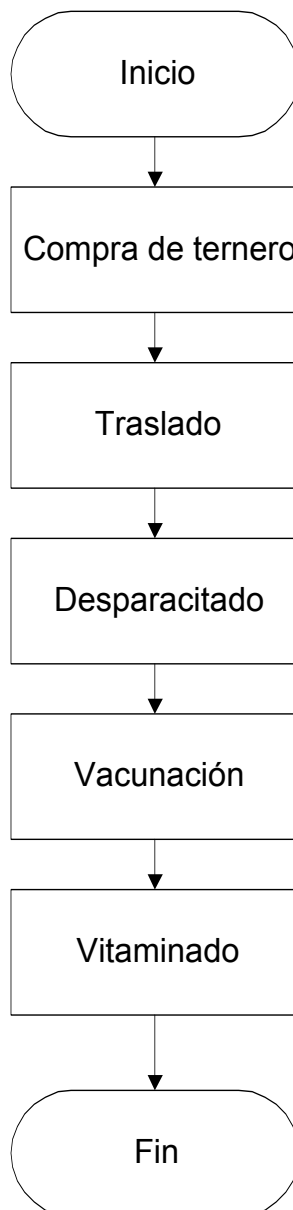 Inicio
Compra de ternero
Traslado
Desparacitado
Vacunación
Vitaminado
Fin